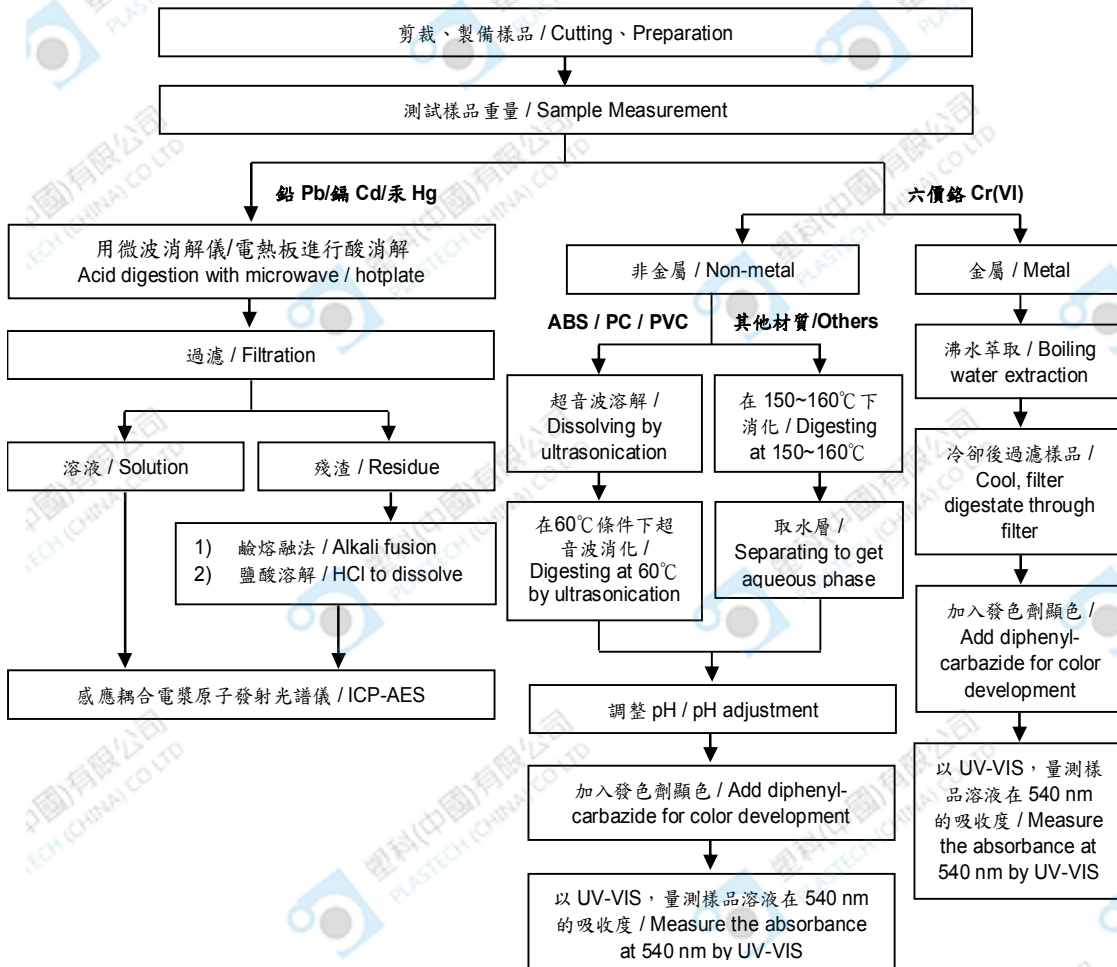 剪裁、製備樣品 / Cutting、Preparation
測試樣品重量 / Sample Measurement
鉛 Pb/鎘 Cd/汞 Hg
用微波消解儀/電熱板進行酸消解
Acid digestion with microwave / hotplate
過濾 / Filtration
溶液 / Solution
殘渣 / Residue
1) 鹼熔融法 / Alkali fusion
2) 鹽酸溶解 / HCl to dissolve
感應耦合電漿原子發射光譜儀 / ICP-AES
六價鉻 Cr(VI)
非金屬 / Non-metal
ABS / PC / PVC
超音波溶解 /
Dissolving by
ultrasonication
在60℃條件下超
音波消化 /
Digesting at 60℃
by ultrasonication
其他材質/Others
在 150~160℃下
消化 / Digesting
at 150~160℃
取水層 /
Separating to get
aqueous phase
調整 pH / pH adjustment
加入發色劑顯色 / Add diphenyl-
carbazide for color development
以 UV-VIS，量測樣品溶液在 540 nm
的吸收度 / Measure the absorbance
at 540 nm by UV-VIS
金屬 / Metal
沸水萃取 / Boiling
water extraction
冷卻後過濾樣品 /
Cool, filter
digestate through
filter
加入發色劑顯色 /
Add diphenyl-
carbazide for color
development
以 UV-VIS，量測樣
品溶液在 540 nm
的吸收度 / Measure
the absorbance at
540 nm by UV-VIS
塑科(中國)有限公司
PLASTECH (CHINA) CO LTD